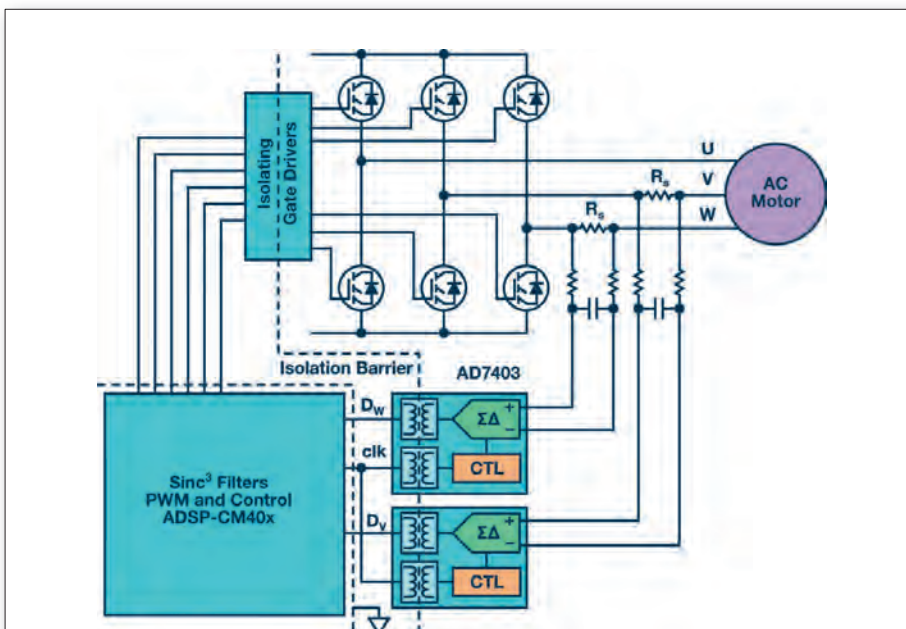 Isolating
Gate Drivers
U
V
W
Rs
Rs
AC
Motor
Isolation Barrier
AD7403
DW
clk
DV
ΣΔ
+
−
CTL
ΣΔ
+
−
CTL
Sinc³ Filters
PWM and Control
ADSP-CM40x